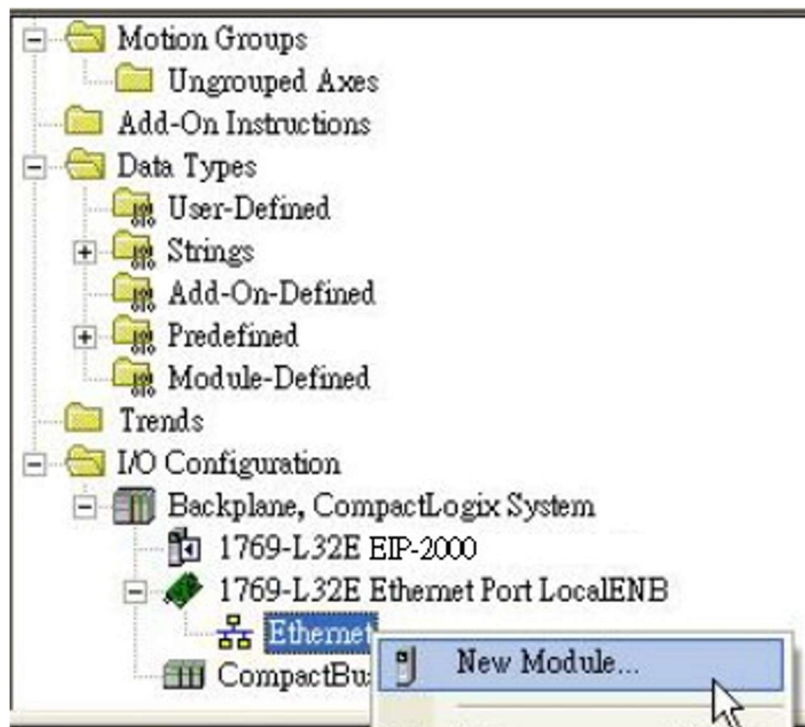 Motion Groups
Ungrouped Axes
Add-On Instructions
Data Types
User-Defined
Strings
Add-On-Defined
Predefined
Module-Defined
Trends
I/O Configuration
Backplane, CompactLogix System
1769-L32E EIP-2000
1769-L32E Ethernet Port LocalENB
Ethernet
New Module...